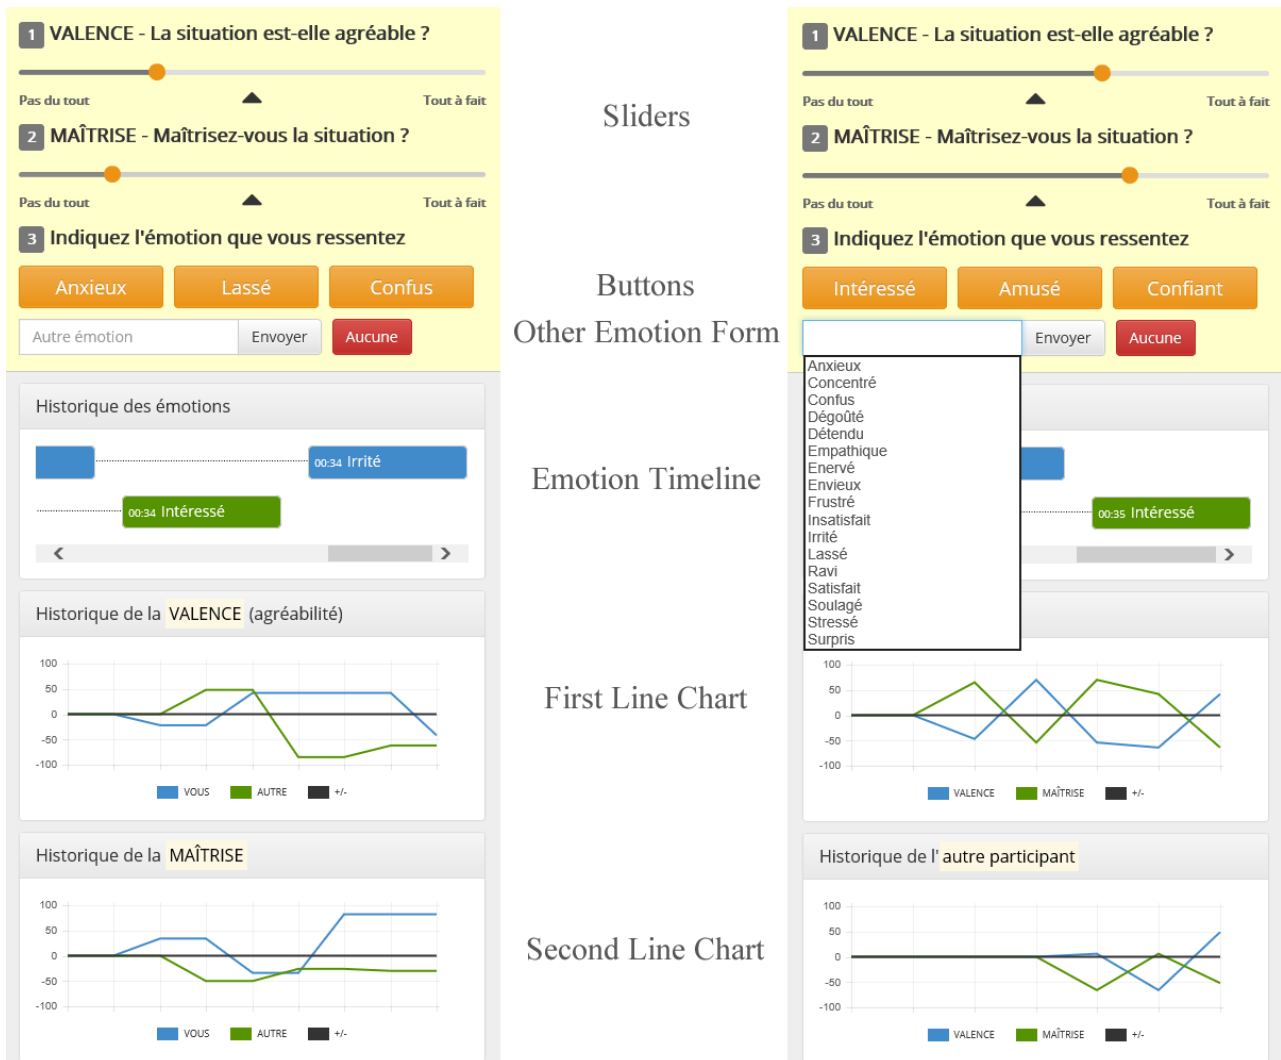 1 VALENCE - La situation est-elle agréable ?
Pas du tout
Tout à fait
2 MAÎTRISE - Maîtrisez-vous la situation ?
Pas du tout
Tout à fait
3 Indiquez l'émotion que vous ressentez
Anxieux
Lassé
Confus
Autre émotion
Envoyer
Aucune
Historique des émotions
00:34 Irrité
00:34 Intéressé
Historique de la VALENCE (agréabilité)
100
50
0
-50
-100
VOUS
AUTRE
+/-
Historique de la MAÎTRISE
100
50
0
-50
-100
VOUS
AUTRE
+/-
Sliders
Buttons
Other Emotion Form
Emotion Timeline
First Line Chart
Second Line Chart
1 VALENCE - La situation est-elle agréable ?
Pas du tout
Tout à fait
2 MAÎTRISE - Maîtrisez-vous la situation ?
Pas du tout
Tout à fait
3 Indiquez l'émotion que vous ressentez
Intéressé
Amusé
Confiant
Envoyer
Aucune
Anxieux
Concentré
Confus
Dégoûté
Détendu
Empathique
Enervé
Envieux
Frustré
Insatisfait
Irrité
Lassé
Ravi
Satisfait
Soulagé
Stressé
Surpris
00:35 Intéressé
100
50
0
-50
-100
VALENCE
MAÎTRISE
+/-
Historique de l'autre participant
100
50
0
-50
-100
VALENCE
MAÎTRISE
+/-